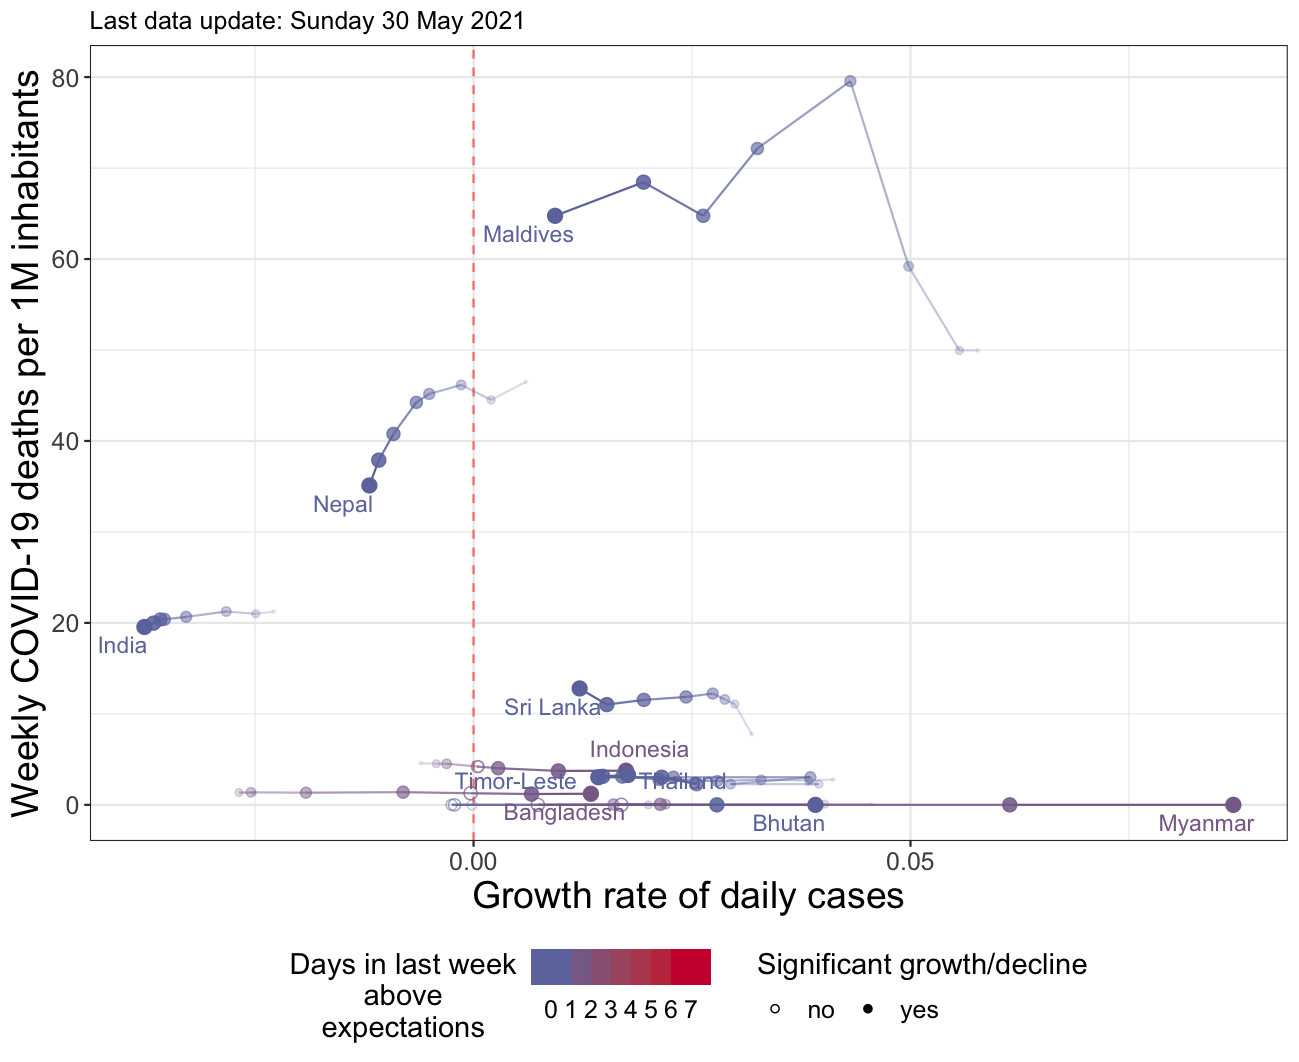 Last data update: Sunday 30 May 2021
Weekly COVID-19 deaths per 1M inhabitants
80
60
40
20
0
Maldives
Nepal
India
Sri Lanka
Indonesia
Timor-Leste
Thailand
Bangladesh
Bhutan
Myanmar
0.00
0.05
Growth rate of daily cases
Days in last week
above
expectations
0 1 2 3 4 5 6 7
Significant growth/decline
no
yes